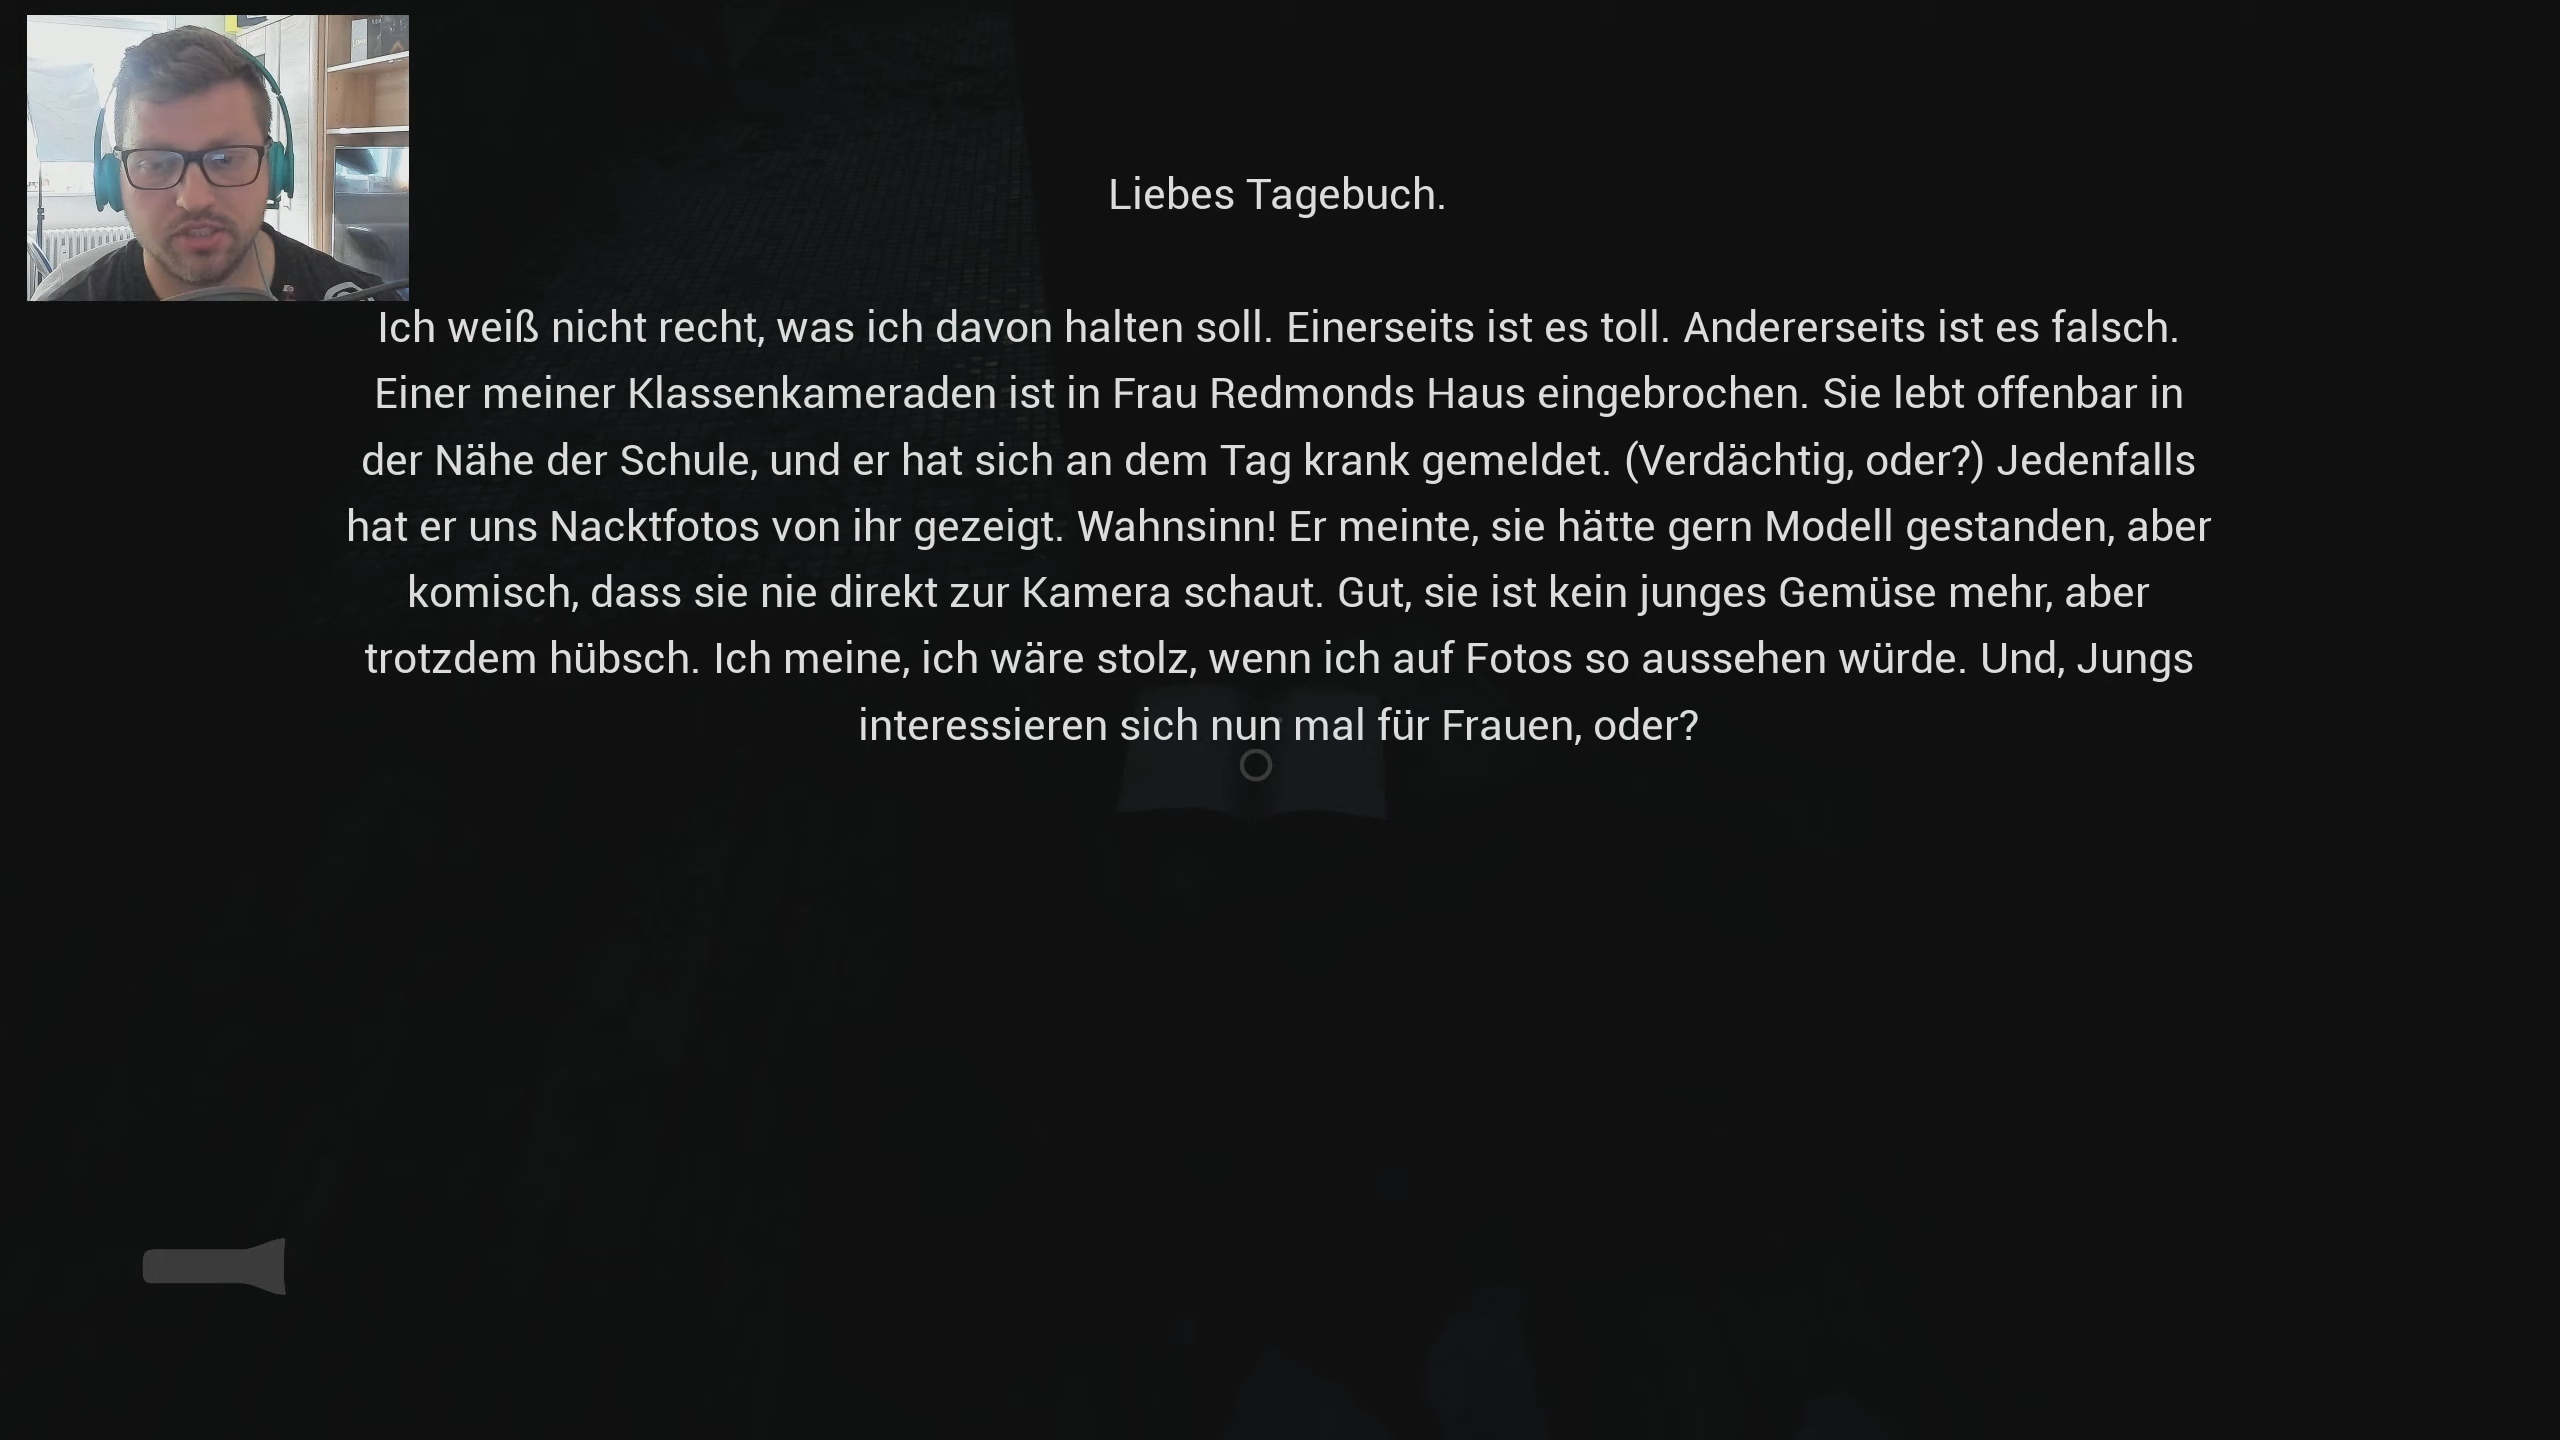 Liebes Tagebuch.
Ich weiß nicht recht, was ich davon halten soll. Einerseits ist es toll. Andererseits ist es falsch.
Einer meiner Klassenkameraden ist in Frau Redmonds Haus eingebrochen. Sie lebt offenbar in
der Nähe der Schule, und er hat sich an dem Tag krank gemeldet. (Verdächtig, oder?) Jedenfalls
hat er uns Nacktfotos von ihr gezeigt. Wahnsinn! Er meinte, sie hätte gern Modell gestanden, aber
komisch, dass sie nie direkt zur Kamera schaut. Gut, sie ist kein junges Gemüse mehr, aber
trotzdem hübsch. Ich meine, ich wäre stolz, wenn ich auf Fotos so aussehen würde. Und, Jungs
interessieren sich nun mal für Frauen, oder?